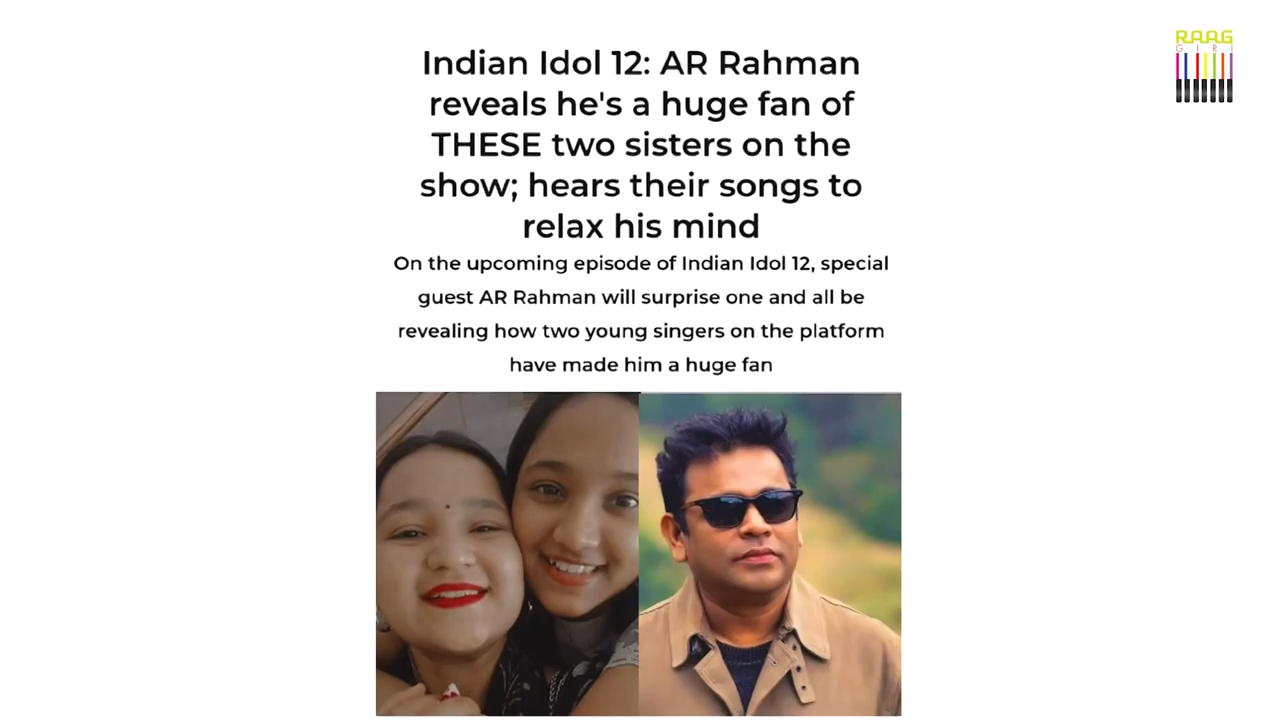 Indian Idol 12: AR Rahman
reveals he's a huge fan of
THESE two sisters on the
show; hears their songs to
relax his mind
On the upcoming episode of Indian Idol 12, special
guest AR Rahman will surprise one and all be
revealing how two young singers on the platform
have made him a huge fan
RAAG
GIRI